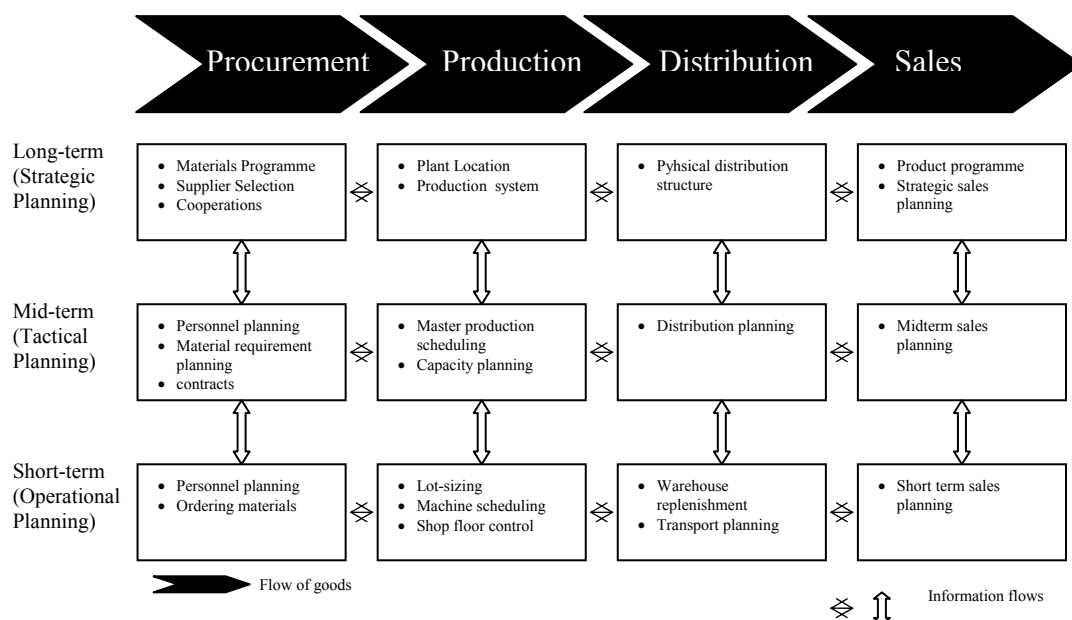 Procurement
Production
Distribution
Sales
Long-term
(Strategic
Planning)
• Materials Programme
• Supplier Selection
• Cooperations
• Plant Location
• Production system
• Pyhsical distribution
structure
• Product programme
• Strategic sales
planning
Mid-term
(Tactical
Planning)
• Personnel planning
• Material requirement
planning
• contracts
• Master production
scheduling
• Capacity planning
• Distribution planning
• Midterm sales
planning
Short-term
(Operational
Planning)
• Personnel planning
• Ordering materials
• Lot-sizing
• Machine scheduling
• Shop floor control
• Warehouse
replenishment
• Transport planning
• Short term sales
planning
Flow of goods
Information flows